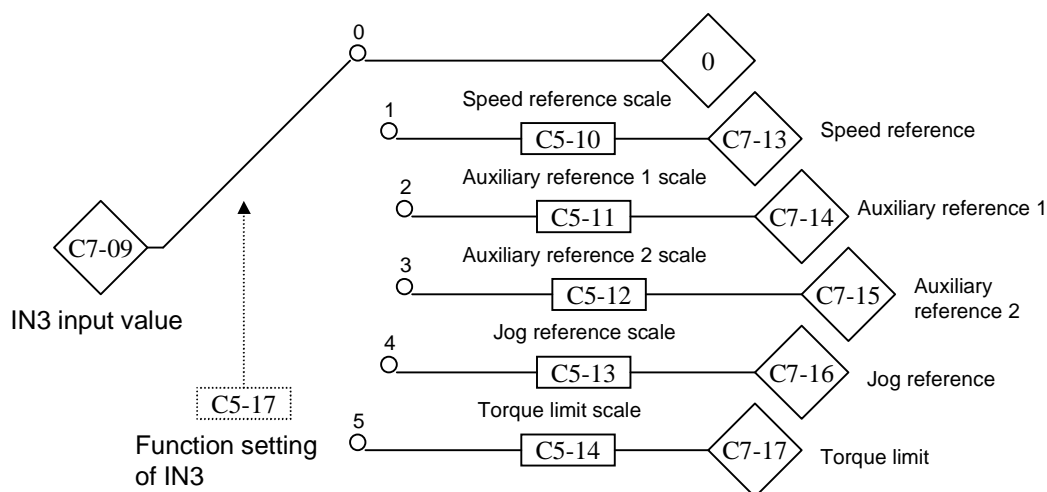 0
0
Speed reference scale
1
C5-10
C7-13
Speed reference
Auxiliary reference 1 scale
2
C5-11
C7-14
Auxiliary reference 1
C7-09
IN3 input value
Auxiliary reference 2 scale
3
C5-12
C7-15
Auxiliary
reference 2
Jog reference scale
4
C5-13
C7-16
Jog reference
C5-17
Function setting
of IN3
Torque limit scale
5
C5-14
C7-17
Torque limit